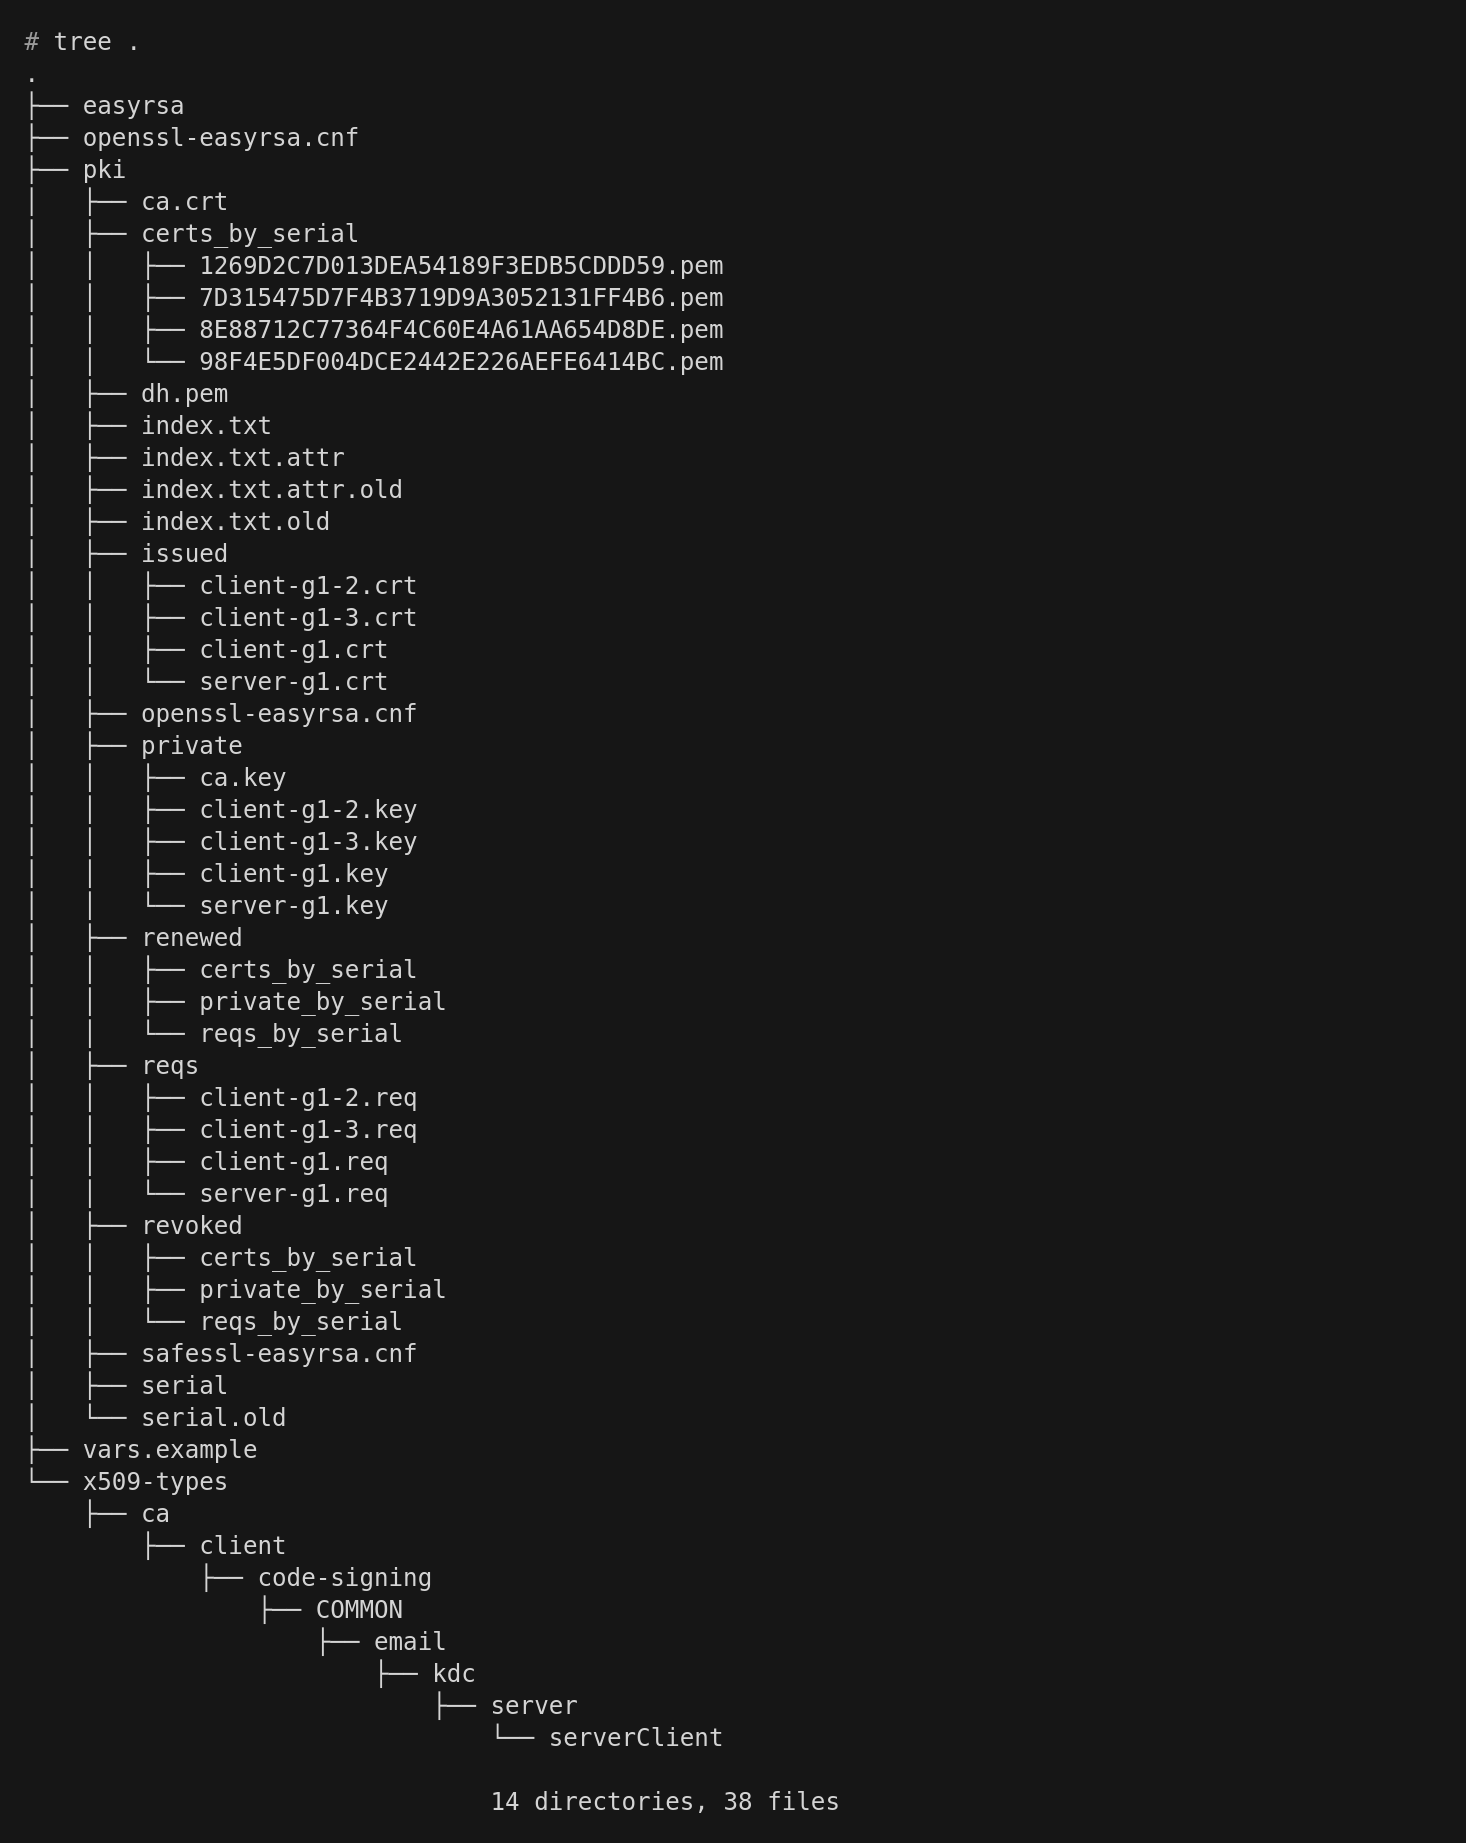 # tree .
.
├── easyrsa
├── openssl-easyrsa.cnf
├── pki
│   ├── ca.crt
│   ├── certs_by_serial
│   │   ├── 1269D2C7D013DEA54189F3EDB5CDDD59.pem
│   │   ├── 7D315475D7F4B3719D9A3052131FF4B6.pem
│   │   ├── 8E88712C77364F4C60E4A61AA654D8DE.pem
│   │   └── 98F4E5DF004DCE2442E226AEFE6414BC.pem
│   ├── dh.pem
│   ├── index.txt
│   ├── index.txt.attr
│   ├── index.txt.attr.old
│   ├── index.txt.old
│   ├── issued
│   │   ├── client-g1-2.crt
│   │   ├── client-g1-3.crt
│   │   ├── client-g1.crt
│   │   └── server-g1.crt
│   ├── openssl-easyrsa.cnf
│   ├── private
│   │   ├── ca.key
│   │   ├── client-g1-2.key
│   │   ├── client-g1-3.key
│   │   ├── client-g1.key
│   │   └── server-g1.key
│   ├── renewed
│   │   ├── certs_by_serial
│   │   ├── private_by_serial
│   │   └── reqs_by_serial
│   ├── reqs
│   │   ├── client-g1-2.req
│   │   ├── client-g1-3.req
│   │   ├── client-g1.req
│   │   └── server-g1.req
│   ├── revoked
│   │   ├── certs_by_serial
│   │   ├── private_by_serial
│   │   └── reqs_by_serial
│   ├── safessl-easyrsa.cnf
│   ├── serial
│   └── serial.old
├── vars.example
└── x509-types
    ├── ca
        ├── client
            ├── code-signing
                ├── COMMON
                    ├── email
                        ├── kdc
                            ├── server
                                └── serverClient

                                14 directories, 38 files